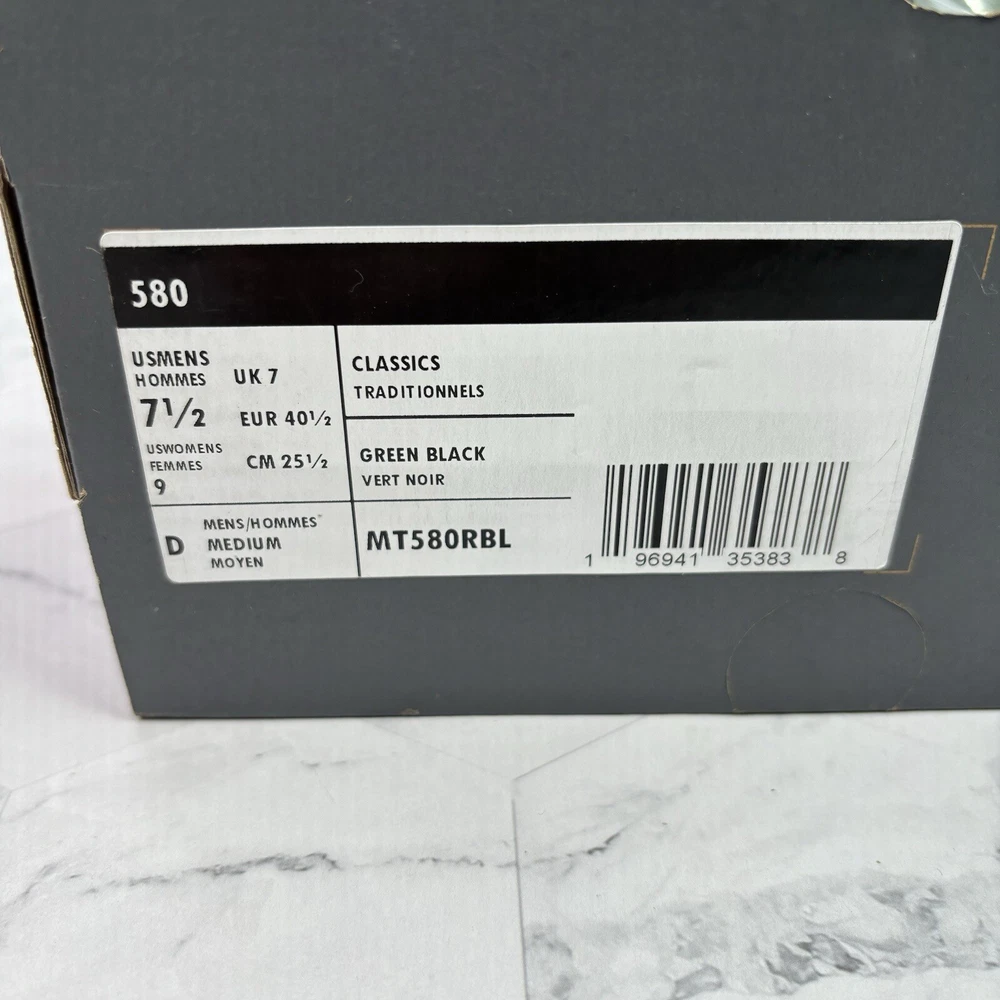 580
USMENS
HOMMES
UK 7
7½
EUR 40½
USWOMENS
FEMMES
CM 25½
9
D
MENS/HOMMES
MEDIUM
MOYEN
CLASSICS
TRADITIONNELS
GREEN BLACK
VERT NOIR
MT580RBL
1 96941 35383 8